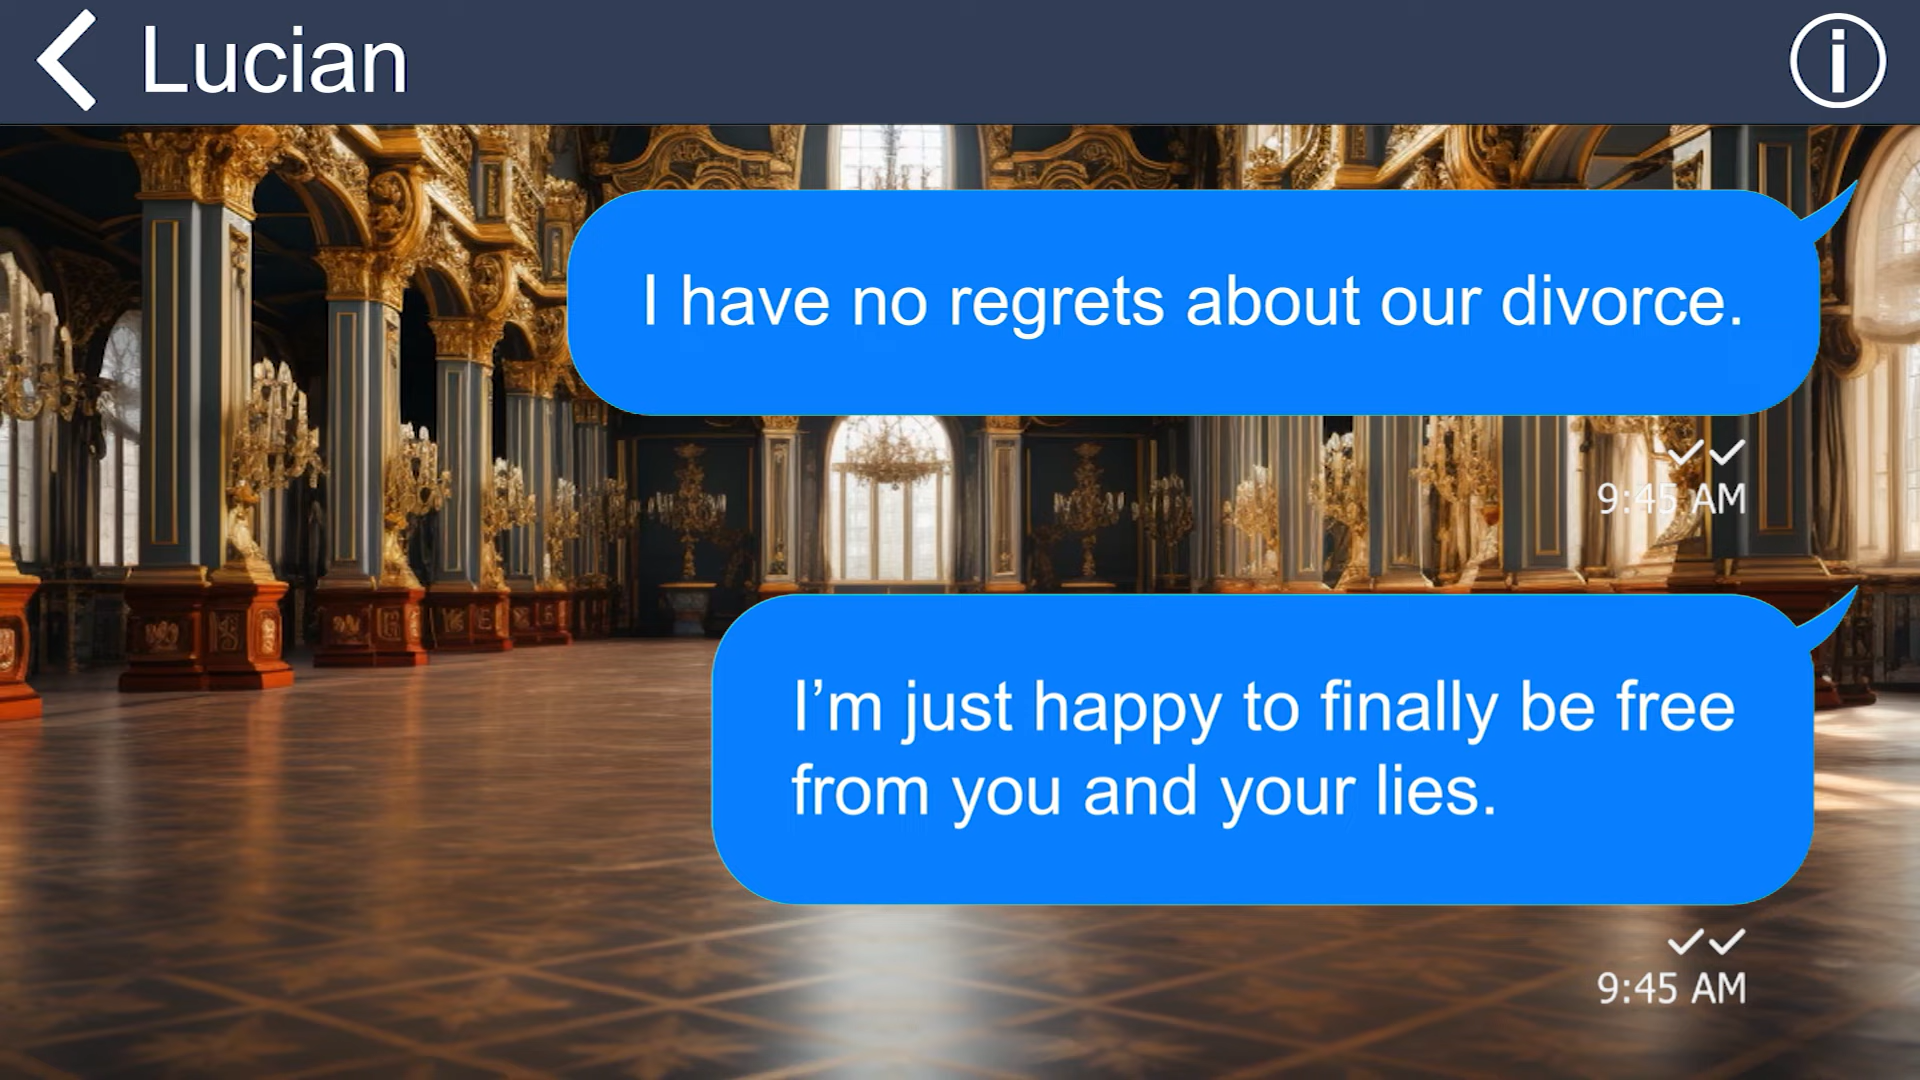 Lucian
I have no regrets about our divorce.
9:45 AM
I’m just happy to finally be free
from you and your lies.
9:45 AM